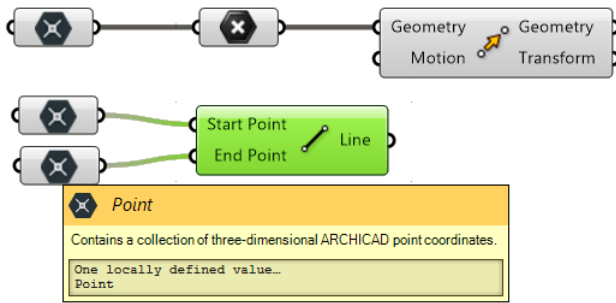 Geometry
Geometry
Motion
Transform
Start Point
End Point
Line
Point
Contains a collection of three-dimensional ARCHICAD point coordinates.
One locally defined value…
Point